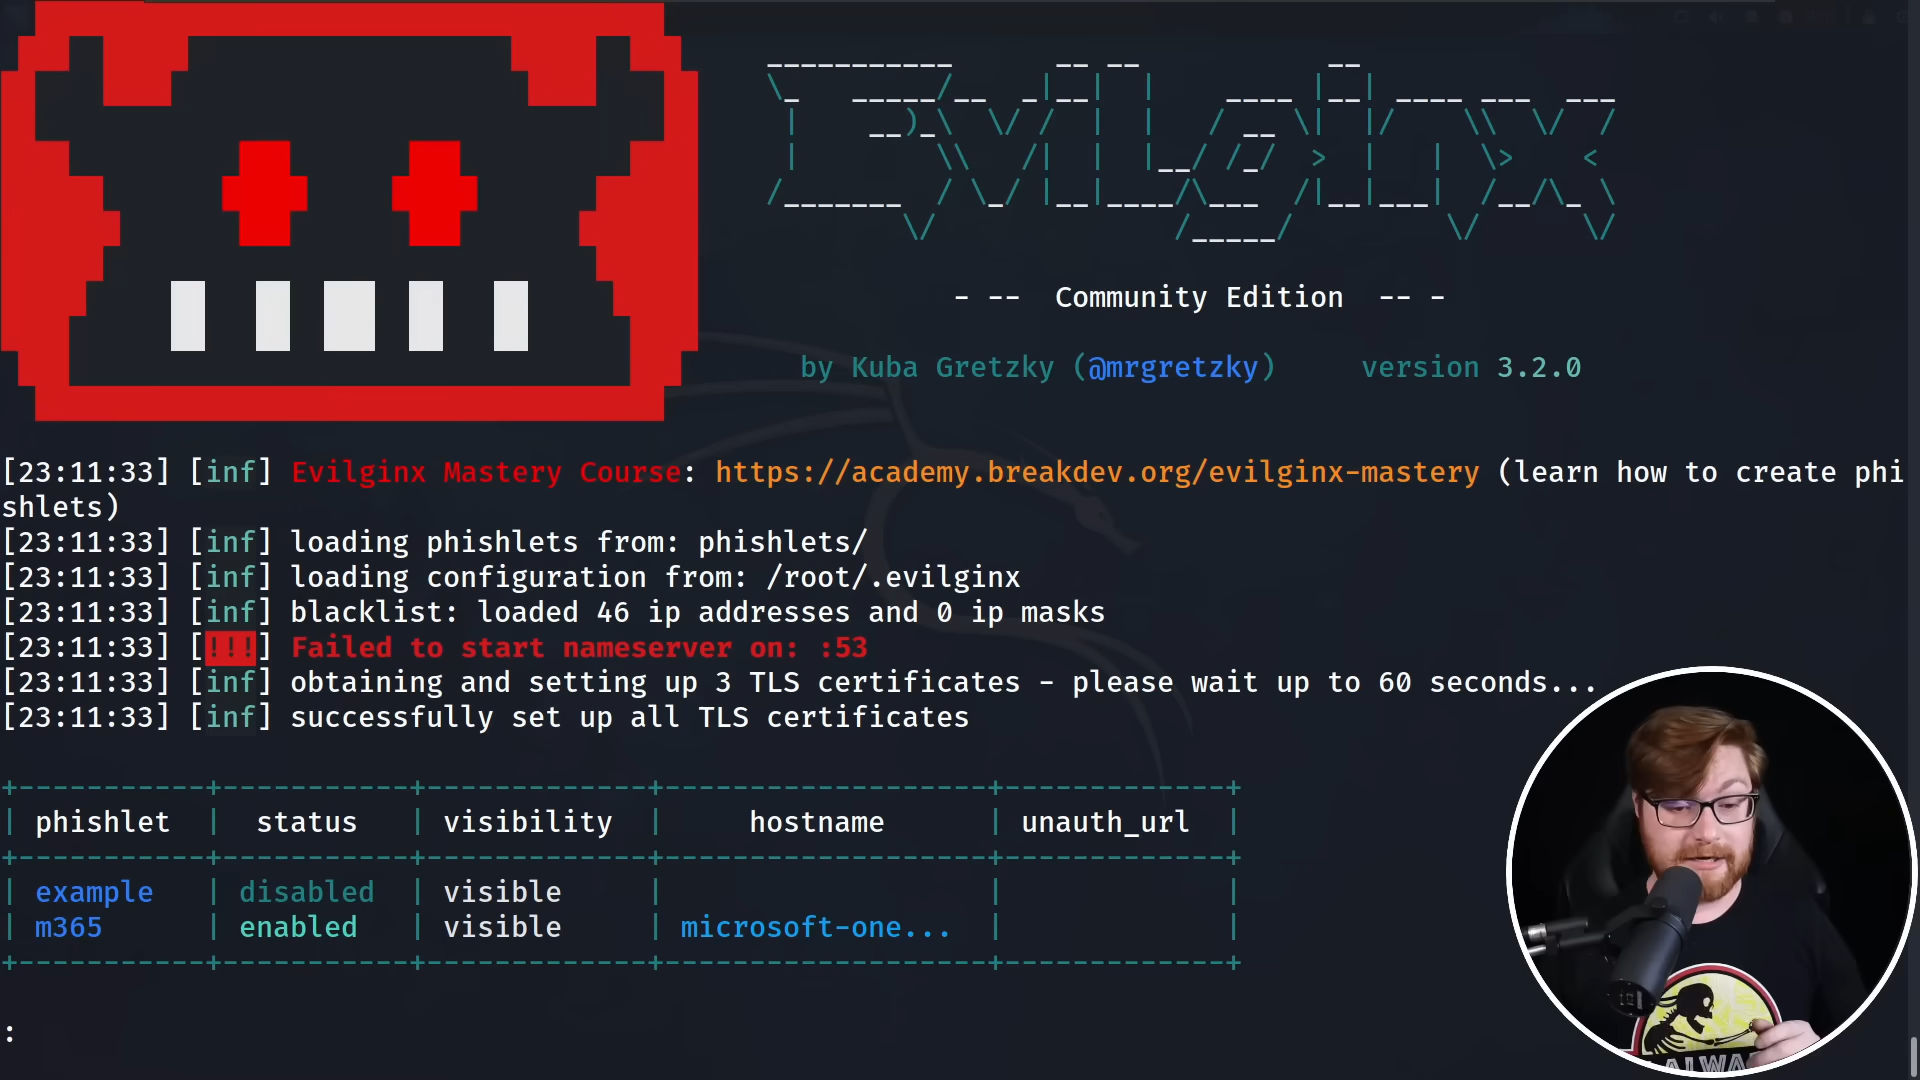 Evilginx
- -- Community Edition -- -
by Kuba Gretzky (@mrgretzky) version 3.2.0
[23:11:33] [inf] Evilginx Mastery Course: https://academy.breakdev.org/evilginx-mastery (learn how to create phi
shlets)
[23:11:33] [inf] loading phishlets from: phishlets/
[23:11:33] [inf] loading configuration from: /root/.evilginx
[23:11:33] [inf] blacklist: loaded 46 ip addresses and 0 ip masks
[23:11:33] [!!!] Failed to start nameserver on: :53
[23:11:33] [inf] obtaining and setting up 3 TLS certificates - please wait up to 60 seconds...
[23:11:33] [inf] successfully set up all TLS certificates
+-----------+-----------+-------------+-------------------+-------------+
| phishlet | status | visibility | hostname | unauth_url |
+-----------+-----------+-------------+-------------------+-------------+
| example | disabled | visible | | |
| m365 | enabled | visible | microsoft-one... | |
+-----------+-----------+-------------+-------------------+-------------+
: